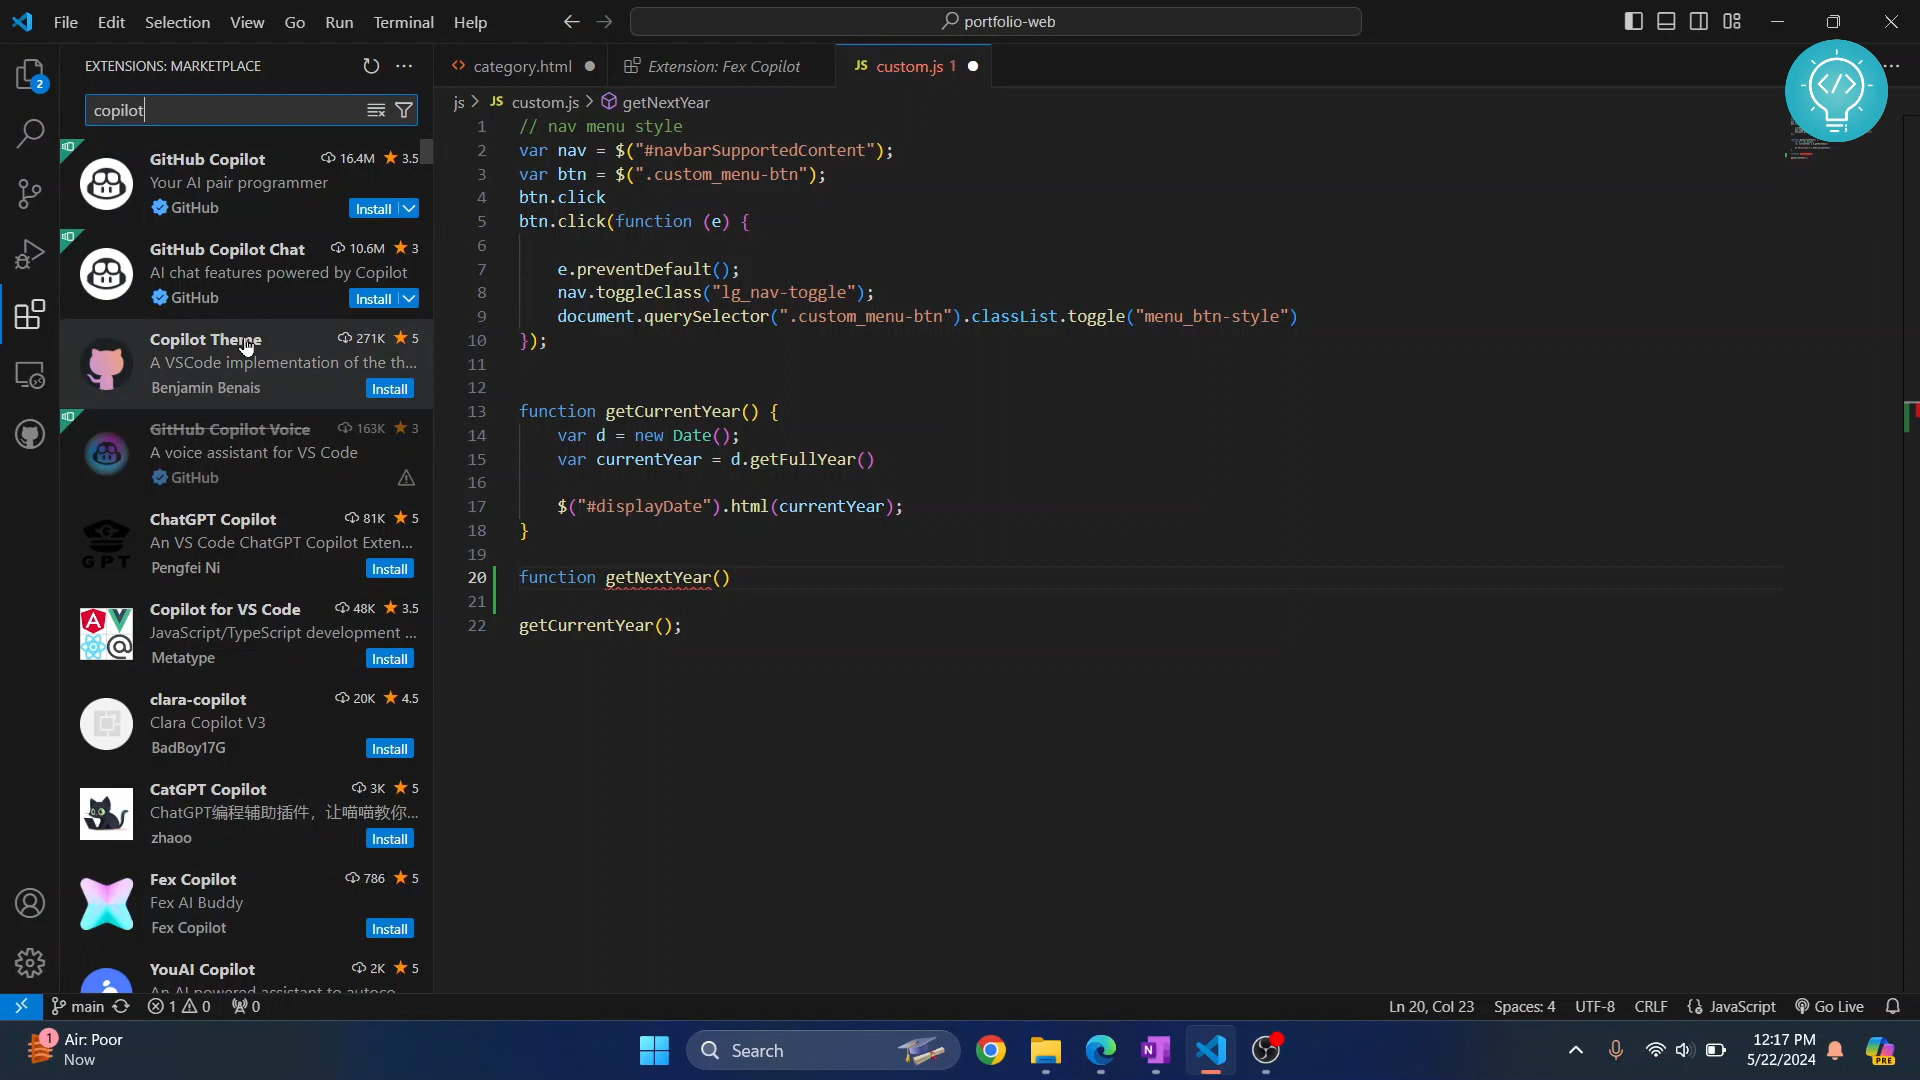 File Edit Selection View Go Run Terminal Help
portfolio-web
EXTENSIONS: MARKETPLACE
copilot
GitHub Copilot 16.4M 3.5
Your AI pair programmer
GitHub Install
GitHub Copilot Chat 10.6M 3
AI chat features powered by Copilot
GitHub Install
Copilot Theme 271K 5
A VSCode implementation of the th...
Benjamin Benais Install
GitHub Copilot Voice 163K 3
A voice assistant for VS Code
GitHub
GPT
ChatGPT Copilot 81K 5
An VS Code ChatGPT Copilot Exten...
Pengfei Ni Install
Copilot for VS Code 48K 3.5
JavaScript/TypeScript development ...
Metatype Install
clara-copilot 20K 4.5
Clara Copilot V3
BadBoy17G Install
CatGPT Copilot 3K 5
ChatGPT编程辅助插件，让喵喵教你...
zhaoo Install
Fex Copilot 786 5
Fex AI Buddy
Fex Copilot Install
YouAI Copilot 2K 5
An AI powered assistant to autoco...
category.html Extension: Fex Copilot JS custom.js 1
js > JS custom.js > getNextYear
1 // nav menu style
2 var nav = $("#navbarSupportedContent");
3 var btn = $(".custom_menu-btn");
4 btn.click
5 btn.click(function (e) {
6
7 e.preventDefault();
8 nav.toggleClass("lg_nav-toggle");
9 document.querySelector(".custom_menu-btn").classList.toggle("menu_btn-style")
10 });
11
12
13 function getCurrentYear() {
14 var d = new Date();
15 var currentYear = d.getFullYear()
16
17 $("#displayDate").html(currentYear);
18 }
19
20 function getNextYear()
21
22 getCurrentYear();
2
main 1 0 0
Ln 20, Col 23 Spaces: 4 UTF-8 CRLF {} JavaScript Go Live
1 Air: Poor
Now
Search
N
12:17 PM
5/22/2024
PRE